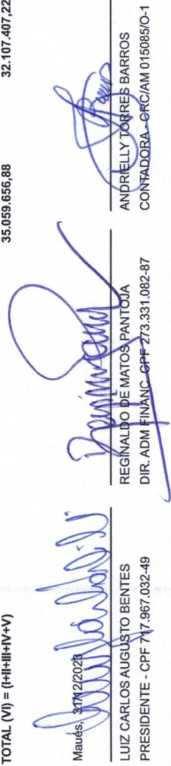 TOTAL (VI) = (I+II+III+IV+V) 35.059.656,88 32.107.407,22
Maués, 31/12/2023
LUIZ CARLOS AUGUSTO BENTES
PRESIDENTE - CPF 717.967.032-49
REGINALDO DE MATOS PANTOJA
DIR. ADM FINANC. CPF 273.331.082-87
ANDRIELLY TORRES BARROS
CONTADORA - CRC/AM 015085/O-1